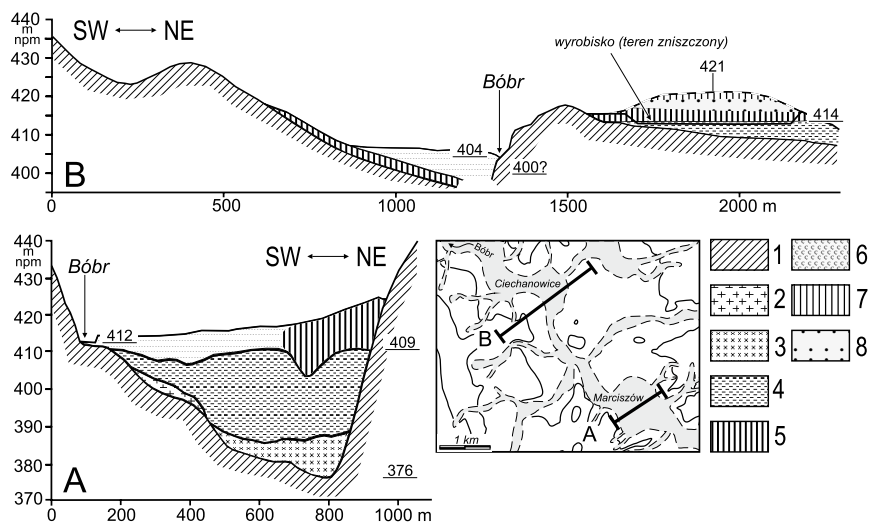 440
m
npm
430
420
410
400
SW NE
wyrobisko (teren zniszczony)
421
Bóbr
414
404
400?
B
0 500 1000 1500 2000 m
440
m
npm
430
420
410
400
390
380
370
Bóbr
SW NE
412
409
376
A
0 200 400 600 800 1000 m
Bóbr
Ciechanowice
B
Marciszów
A
1 km
1 6
2 7
3 8
4
5